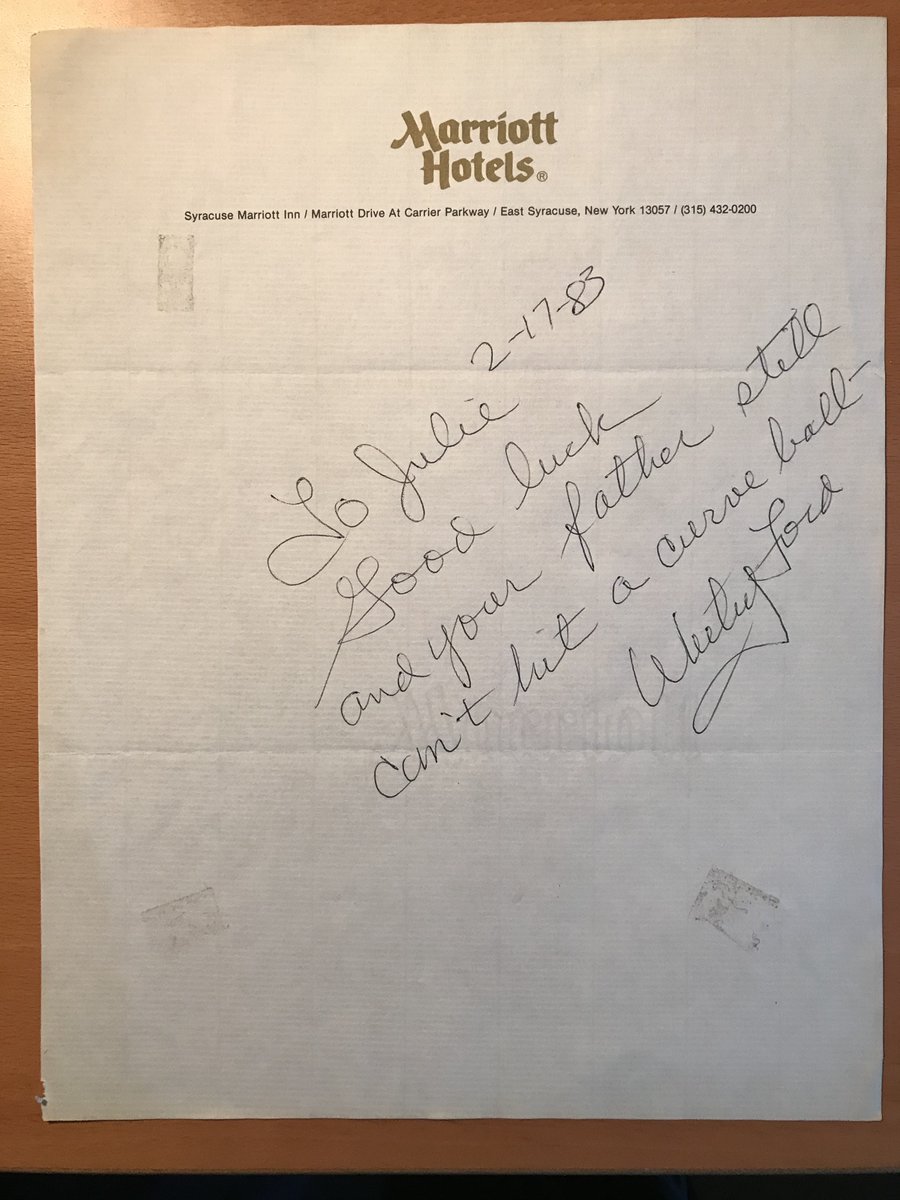 Marriott
Hotels®
Syracuse Marriott Inn / Marriott Drive At Carrier Parkway / East Syracuse, New York 13057 / (315) 432-0200
2-17-83
To Julie
Good luck
and your father still
can't hit a curve ball-
Whitey Ford